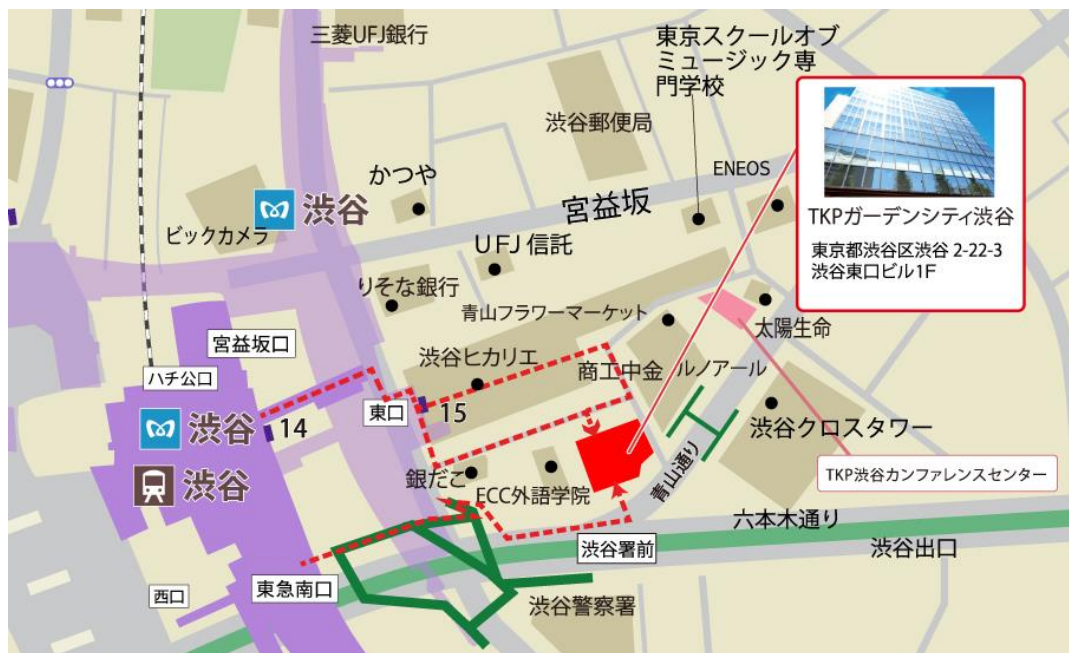 三菱UFJ銀行
東京スクールオブ
ミュージック専
門学校
渋谷郵便局
ENEOS
かつや
宮益坂
渋谷
ビックカメラ
UFJ信託
TKPガーデンシティ渋谷
東京都渋谷区渋谷 2-22-3
渋谷東口ビル1F
りそな銀行
青山フラワーマーケット
太陽生命
宮益坂口
渋谷ヒカリエ
商工中金
ルノアール
ハチ公口
東口
15
14
渋谷
渋谷クロスタワー
銀だこ
ECC外語学院
青山通り
TKP渋谷カンファレンスセンター
渋谷
六本木通り
渋谷署前
渋谷出口
東急南口
西口
渋谷警察署